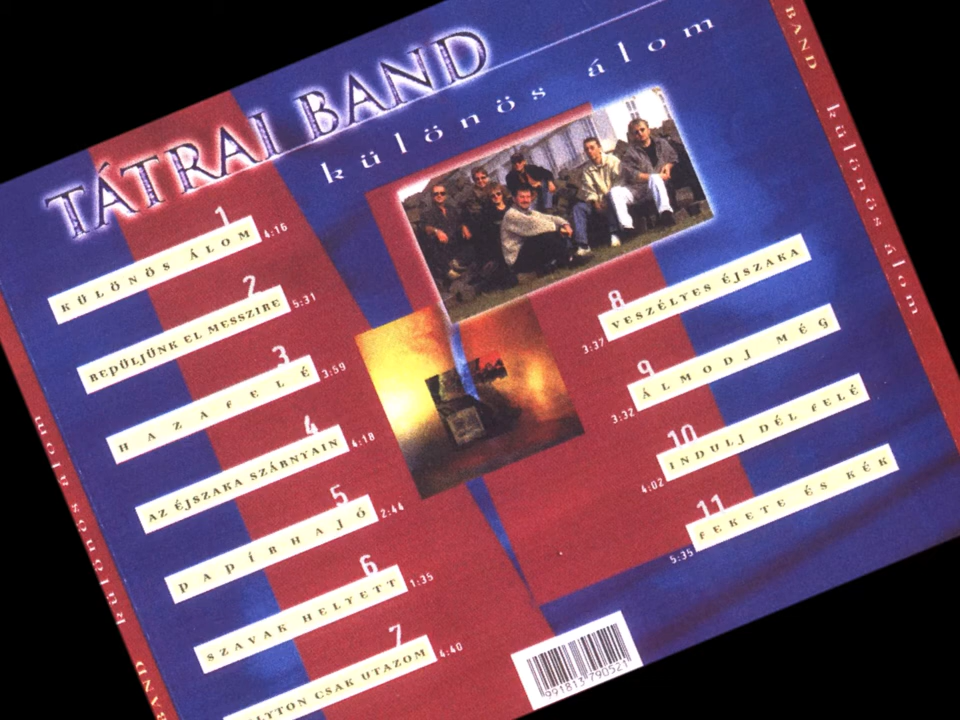 TÁTRAI BAND
különös álom
1
KÜLÖNÖS ÁLOM 4:16
2
REPÜLJÜNK EL MESSZIRE 5:31
3
HAZAFELÉ 3:59
4
AZ ÉJSZAKA SZÁRNYAIN 4:18
5
PAPÍRHAJÓ 2:44
6
SZAVAK HELYETT 1:35
7
CSAK UTAZOM 4:40
8
VESZÉLYES ÉJSZAKA
3:37
9
ÁLMODJ MÉG
3:32
10
INDULJ DÉL FELÉ
4:02
11
FEKETE ÉS KÉK
5:35
991813 790521
BAND különös álom
BAND különös álom